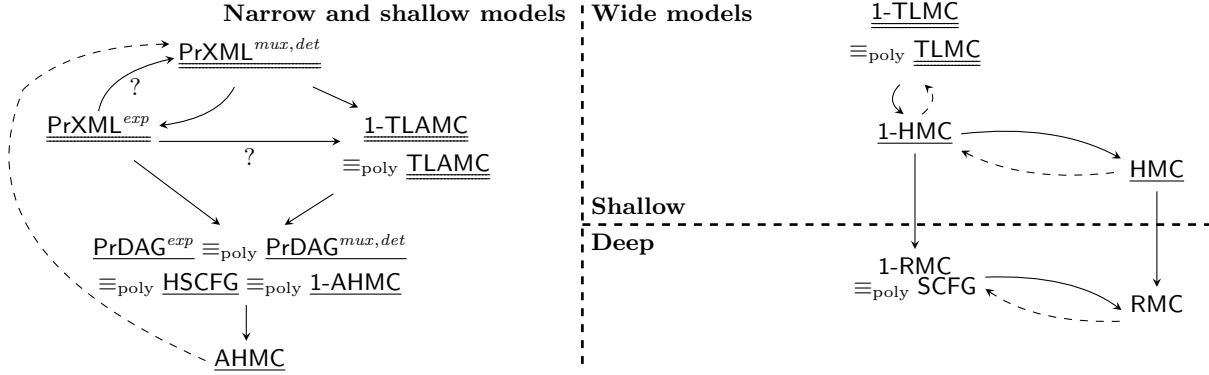 Narrow and shallow models
PrXML^{mux,det}
?
PrXML^{exp}
1-TLAMC
?
≡poly TLAMC
PrDAG^{exp} ≡poly PrDAG^{mux,det}
≡poly HSCFG ≡poly 1-AHMC
AHMC
Wide models
1-TLMC
≡poly TLMC
1-HMC
HMC
Shallow
Deep
1-RMC
≡poly SCFG
RMC